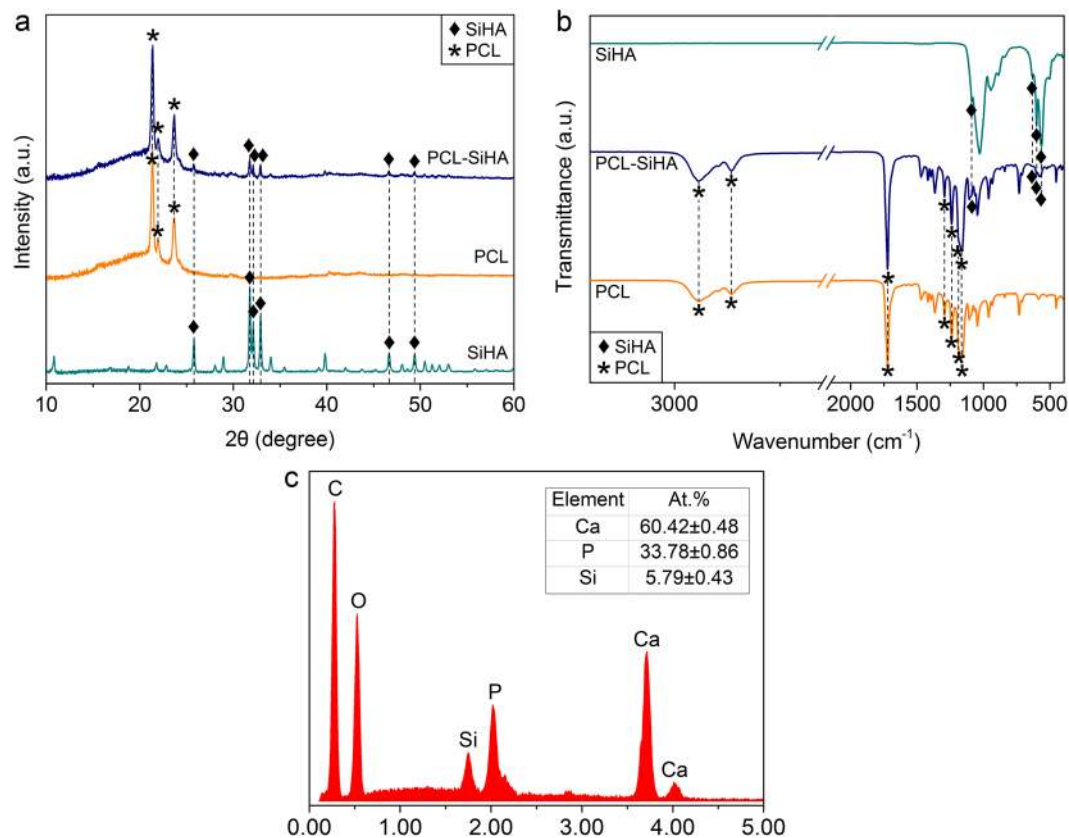 a
◆ SiHA
* PCL
PCL-SiHA
PCL
SiHA
Intensity (a.u.)
10 20 30 40 50 60
2θ (degree)
b
SiHA
PCL-SiHA
PCL
◆ SiHA
* PCL
Transmittance (a.u.)
3000 2000 1500 1000 500
Wavenumber (cm⁻¹)
c
C
O
Si
P
Ca
Ca
Element At.%
Ca 60.42±0.48
P 33.78±0.86
Si 5.79±0.43
0.00 1.00 2.00 3.00 4.00 5.00